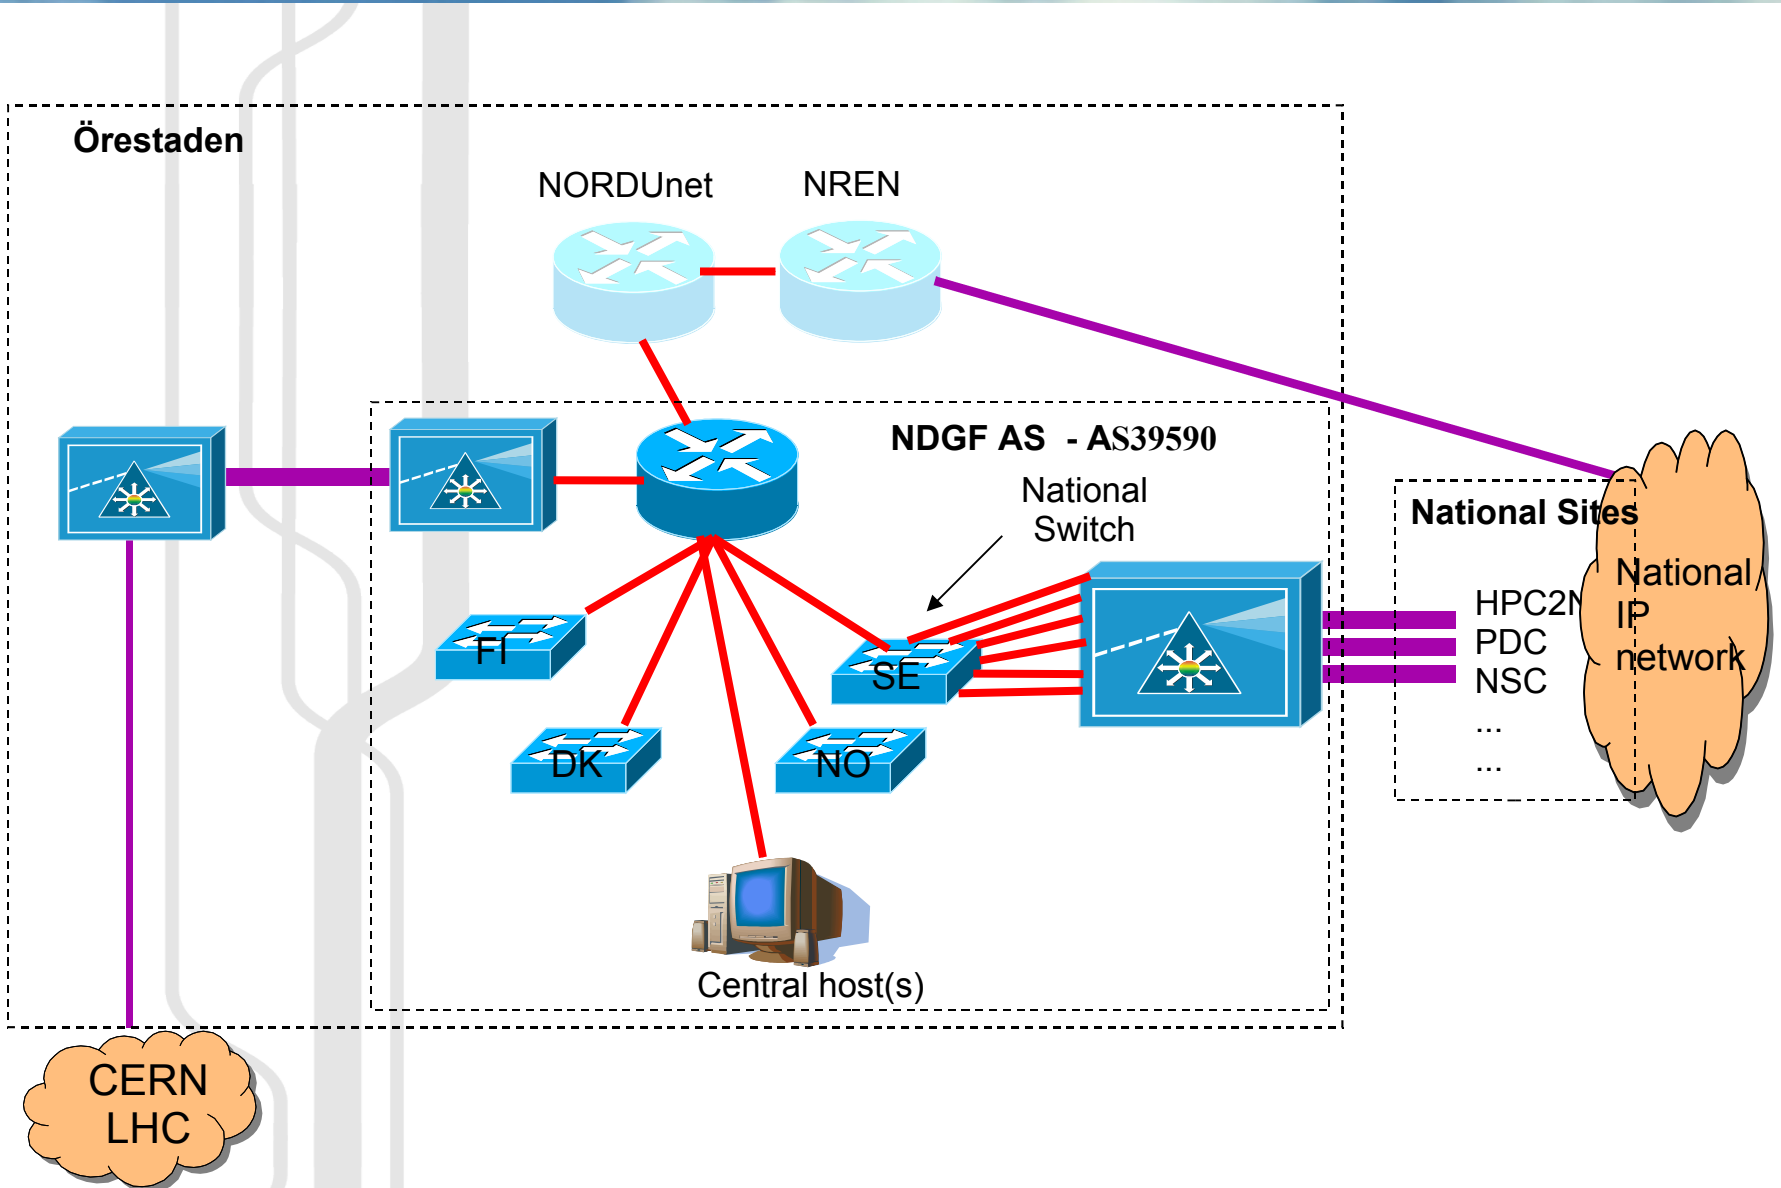 Örestaden
NORDUnet
NREN
NDGF AS  - AS39590
National
Switch
FI
SE
DK
NO
Central host(s)
National Sites
HPC2N
PDC
NSC
...
...
National
IP
network
CERN
LHC